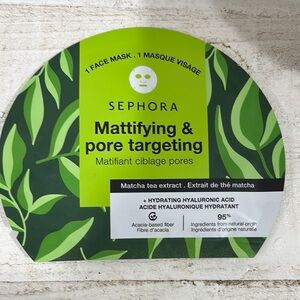 1 FACE MASK . 1 MASQUE VISAGE
SEPHORA
Mattifying &
pore targeting
Matifiant ciblage pores
Matcha tea extract . Extrait de thé matcha
+ HYDRATING HYALURONIC ACID
ACIDE HYALURONIQUE HYDRATANT
Acacia-based fiber
Fibre d'acacia
95%
Ingredients from natural origin
Ingrédients d'origine naturelle